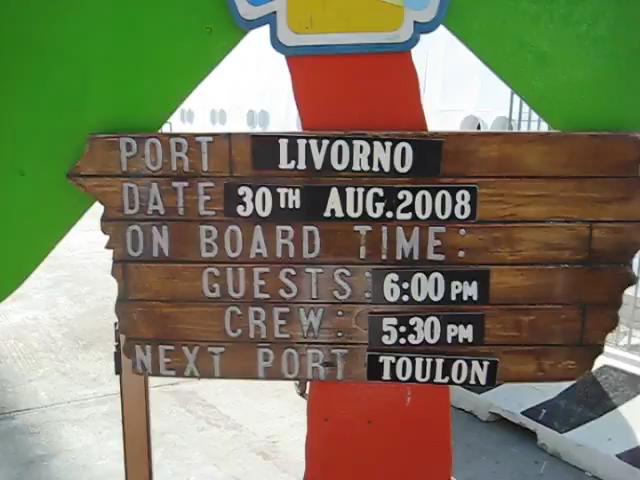 PORT LIVORNO
DATE 30TH AUG.2008
ON BOARD TIME:
GUESTS: 6:00 PM
CREW: 5:30 PM
NEXT PORT TOULON